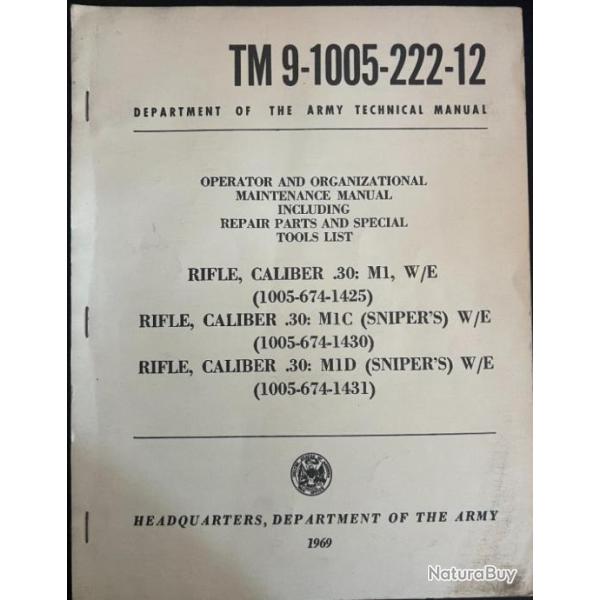 TM 9-1005-222-12
DEPARTMENT OF THE ARMY TECHNICAL MANUAL
OPERATOR AND ORGANIZATIONAL
MAINTENANCE MANUAL
INCLUDING
REPAIR PARTS AND SPECIAL
TOOLS LIST
RIFLE, CALIBER .30: M1, W/E
(1005-674-1425)
RIFLE, CALIBER .30: M1C (SNIPER'S) W/E
(1005-674-1430)
RIFLE, CALIBER .30: M1D (SNIPER'S) W/E
(1005-674-1431)
HEADQUARTERS, DEPARTMENT OF THE ARMY
1969
NaturaBuy